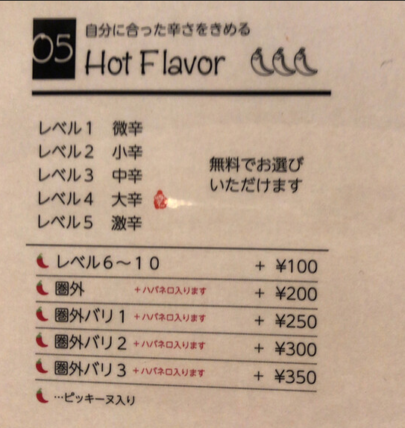 05
自分に合った辛さをきめる
Hot Flavor
レベル1 微辛
レベル2 小辛
レベル3 中辛
レベル4 大辛
レベル5 激辛
無料でお選び
いただけます
レベル6～10 + ¥100
圏外 +ハバネロ入ります + ¥200
圏外バリ1 +ハバネロ入ります + ¥250
圏外バリ2 +ハバネロ入ります + ¥300
圏外バリ3 +ハバネロ入ります + ¥350
…ピッキーヌ入り